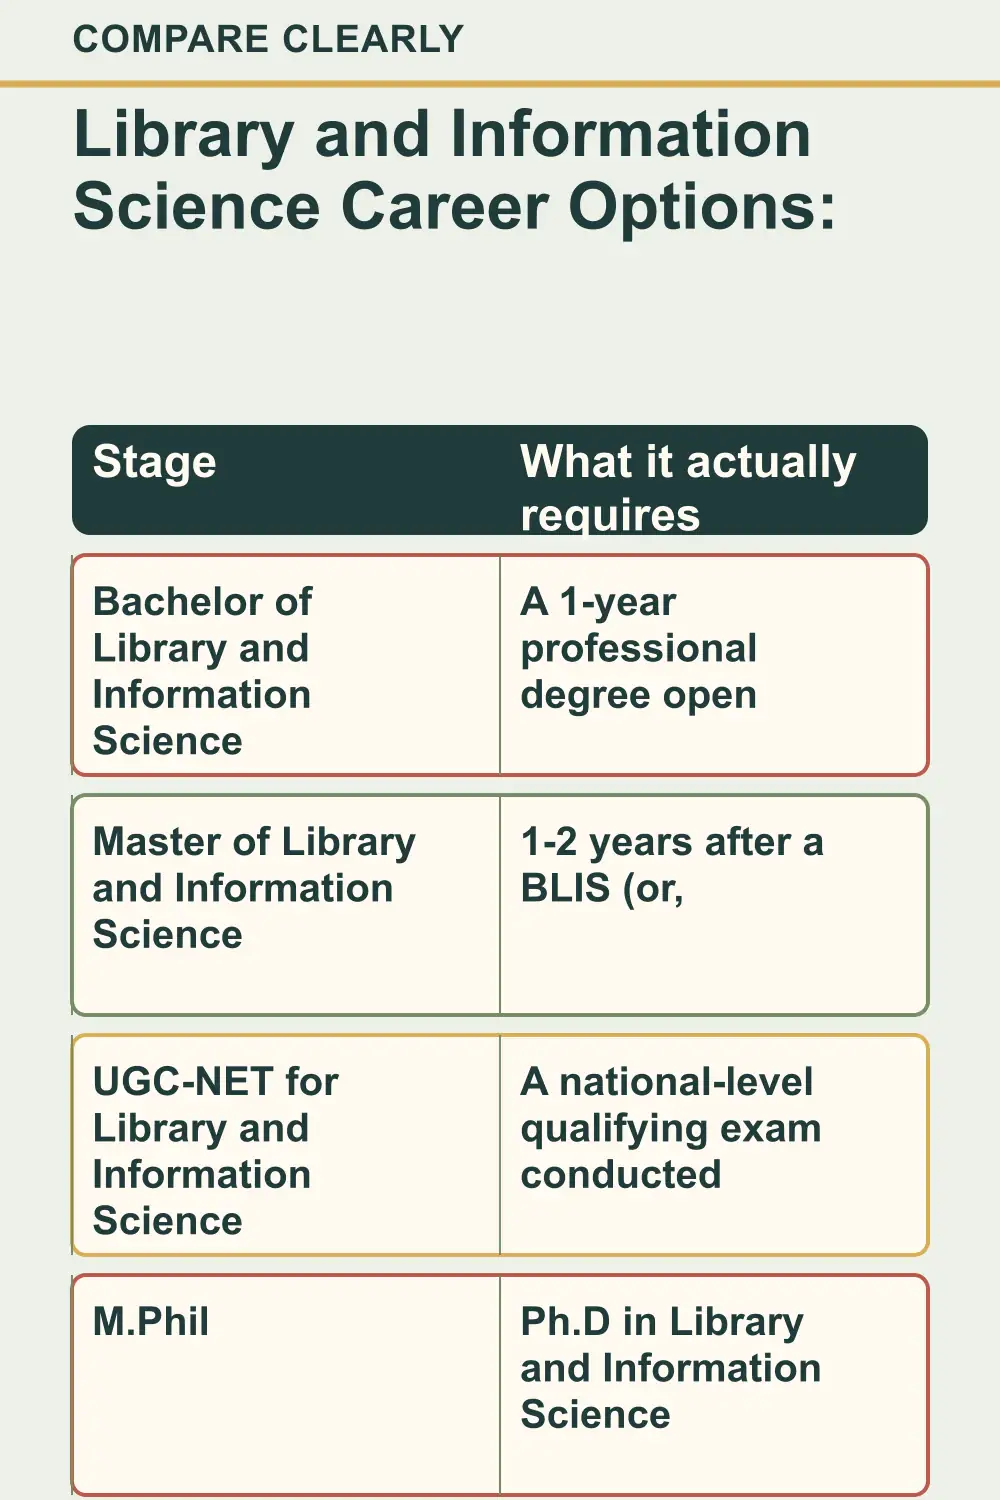 COMPARE CLEARLY
Library and Information
Science Career Options:
Stage
What it actually
requires
Bachelor of
Library and
Information
Science
A 1-year
professional
degree open
Master of Library
and Information
Science
1-2 years after a
BLIS (or,
UGC-NET for
Library and
Information
Science
A national-level
qualifying exam
conducted
M.Phil
Ph.D in Library
and Information
Science